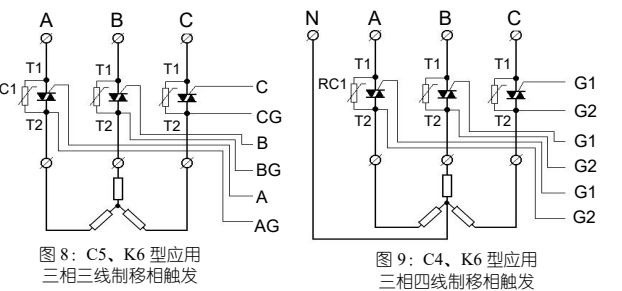 A B C
T1 T1 T1
C1
T2 T2 T2
C
CG
B
BG
A
AG
图 8：C5、K6 型应用
三相三线制移相触发
N A B C
T1 T1 T1
RC1
T2 T2 T2
G1
G2
G1
G2
G1
G2
图 9：C4、K6 型应用
三相四线制移相触发